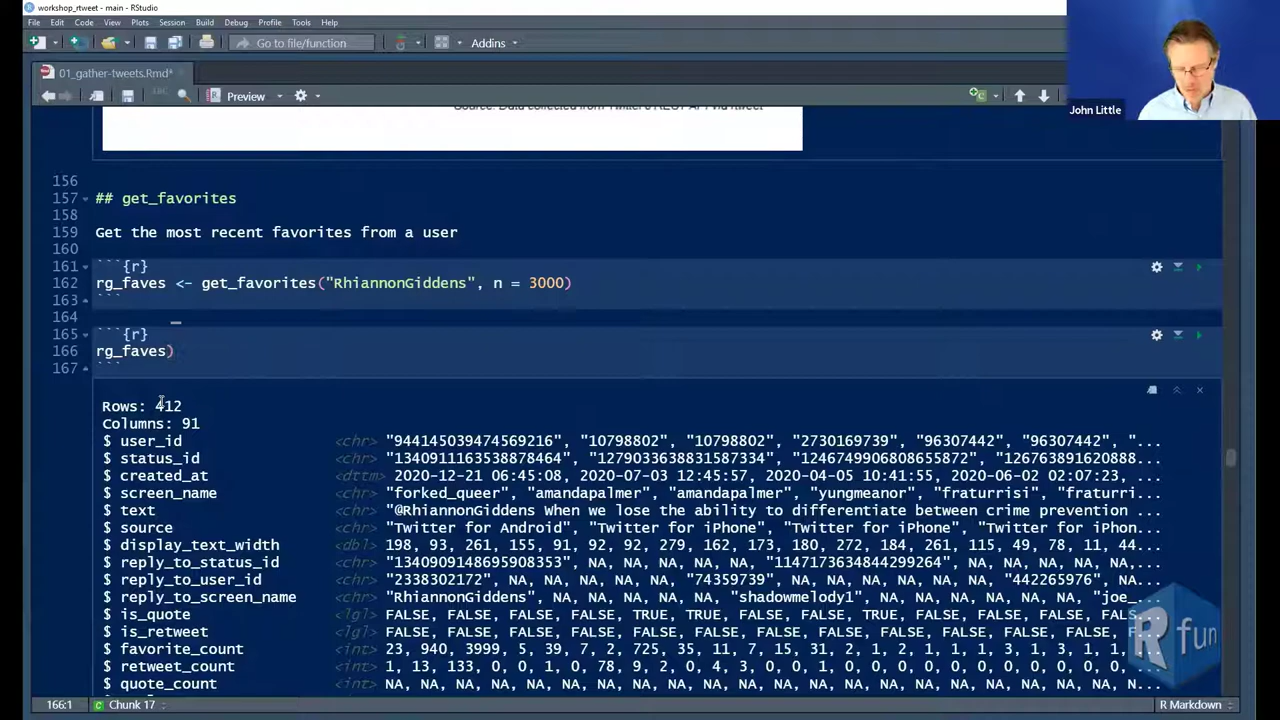 workshop_rtweet - main - RStudio
File Edit Code View Plots Session Build Debug Profile Tools Help
Go to file/function Addins
01_gather-tweets.Rmd*
ABC Preview
John Little
Source: Data collected from Twitter's REST API via rtweet
156
157 ## get_favorites
158
159 Get the most recent favorites from a user
160
161 ```{r}
162 rg_faves <- get_favorites("RhiannonGiddens", n = 3000)
163 ```
164
165 ```{r}
166 rg_faves)
167 ```
Rows: 412
Columns: 91
$ user_id <chr> "944145039474569216", "10798802", "10798802", "2730169739", "96307442", "96307442", "...
$ status_id <chr> "1340911163538878464", "1279033638831587334", "1246749906808655872", "126763891620888...
$ created_at <dttm> 2020-12-21 06:45:08, 2020-07-03 12:45:57, 2020-04-05 10:41:55, 2020-06-02 02:07:23,
$ screen_name <chr> "forked_queer", "amandapalmer", "amandapalmer", "yungmeanor", "fraturrisi", "fraturri...
$ text <chr> "@RhiannonGiddens When we lose the ability to differentiate between crime prevention ...
$ source <chr> "Twitter for Android", "Twitter for iPhone", "Twitter for iPhone", "Twitter for iPhon...
$ display_text_width <dbl> 198, 93, 261, 155, 91, 92, 92, 279, 162, 173, 180, 272, 184, 261, 115, 49, 78, 11, 44...
$ reply_to_status_id <chr> "1340909148695908353", NA, NA, NA, NA, NA, "1147173634844299264", NA, NA, NA, NA, NA,
$ reply_to_user_id <chr> "2338302172", NA, NA, NA, NA, NA, "74359739", NA, NA, NA, NA, NA, "442265976", NA...
$ reply_to_screen_name <chr> "RhiannonGiddens", NA, NA, NA, NA, NA, "shadowmelody1", NA, NA, NA, NA, NA, "joe_
$ is_quote <lgl> FALSE, FALSE, FALSE, FALSE, TRUE, TRUE, FALSE, FALSE, TRUE, FALSE, FALSE, FALSE, FALSE, F
$ is_retweet <lgl> FALSE, FALSE, FALSE, FALSE, FALSE, FALSE, FALSE, FALSE, FALSE, FALSE, FALSE, FALSE, F
$ favorite_count <int> 23, 940, 3999, 5, 39, 7, 2, 725, 35, 11, 7, 15, 31, 2, 1, 2, 1, 1, 3, 1, 3, 1, 1,
$ retweet_count <int> 1, 13, 133, 0, 1, 0, 78, 9, 2, 0, 4, 3, 0, 0, 1, 0, 0, 0, 0, 0, 0, 0, 0, 0,
$ quote_count <int> NA, NA, NA, NA, NA, NA, NA, NA, NA, NA, NA, NA, NA, NA, NA, NA, NA, NA, N...
R fun
166:1 Chunk 17 R Markdown